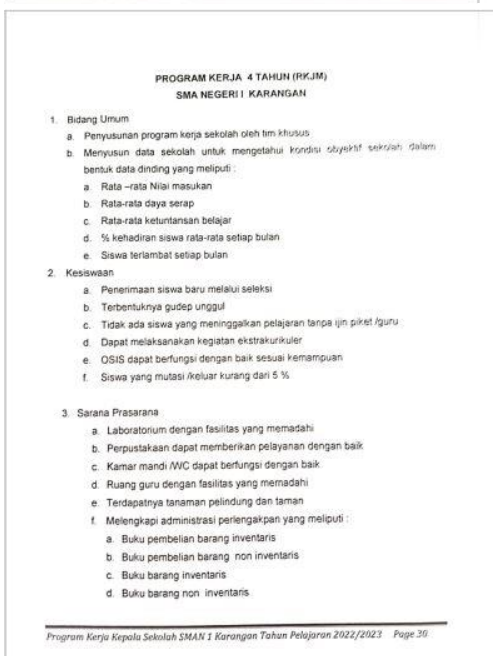 PROGRAM KERJA 4 TAHUN (RKJM)
SMA NEGERI I KARANGAN
1. Bidang Umum
a. Penyusunan program kerja sekolah oleh tim khusus
b. Menyusun data sekolah untuk mengetahui kondisi obyektif sekolah dalam
bentuk data dinding yang meliputi :
a. Rata –rata Nilai masukan
b. Rata-rata daya serap
c. Rata-rata ketuntansan belajar
d. % kehadiran siswa rata-rata setiap bulan
e. Siswa terlambat setiap bulan
2. Kesiswaan
a. Penerimaan siswa baru melalui seleksi
b. Terbentuknya gudep unggul
c. Tidak ada siswa yang meninggalkan pelajaran tanpa ijin piket /guru
d. Dapat melaksanakan kegiatan ekstrakurikuler
e. OSIS dapat berfungsi dengan baik sesuai kemampuan
f. Siswa yang mutasi /keluar kurang dari 5 %
3. Sarana Prasarana
a. Laboratorium dengan fasilitas yang memadahi
b. Perpustakaan dapat memberikan pelayanan dengan baik
c. Kamar mandi /WC dapat berfungsi dengan baik
d. Ruang guru dengan fasilitas yang memadahi
e. Terdapatnya tanaman pelindung dan taman
f. Melengkapi administrasi perlengakpan yang meliputi :
a. Buku pembelian barang inventaris
b. Buku pembelian barang non inventaris
c. Buku barang inventaris
d. Buku barang non inventaris
Program Kerja Kepala Sekolah SMAN 1 Karangan Tahun Pelajaran 2022/2023 Page 30